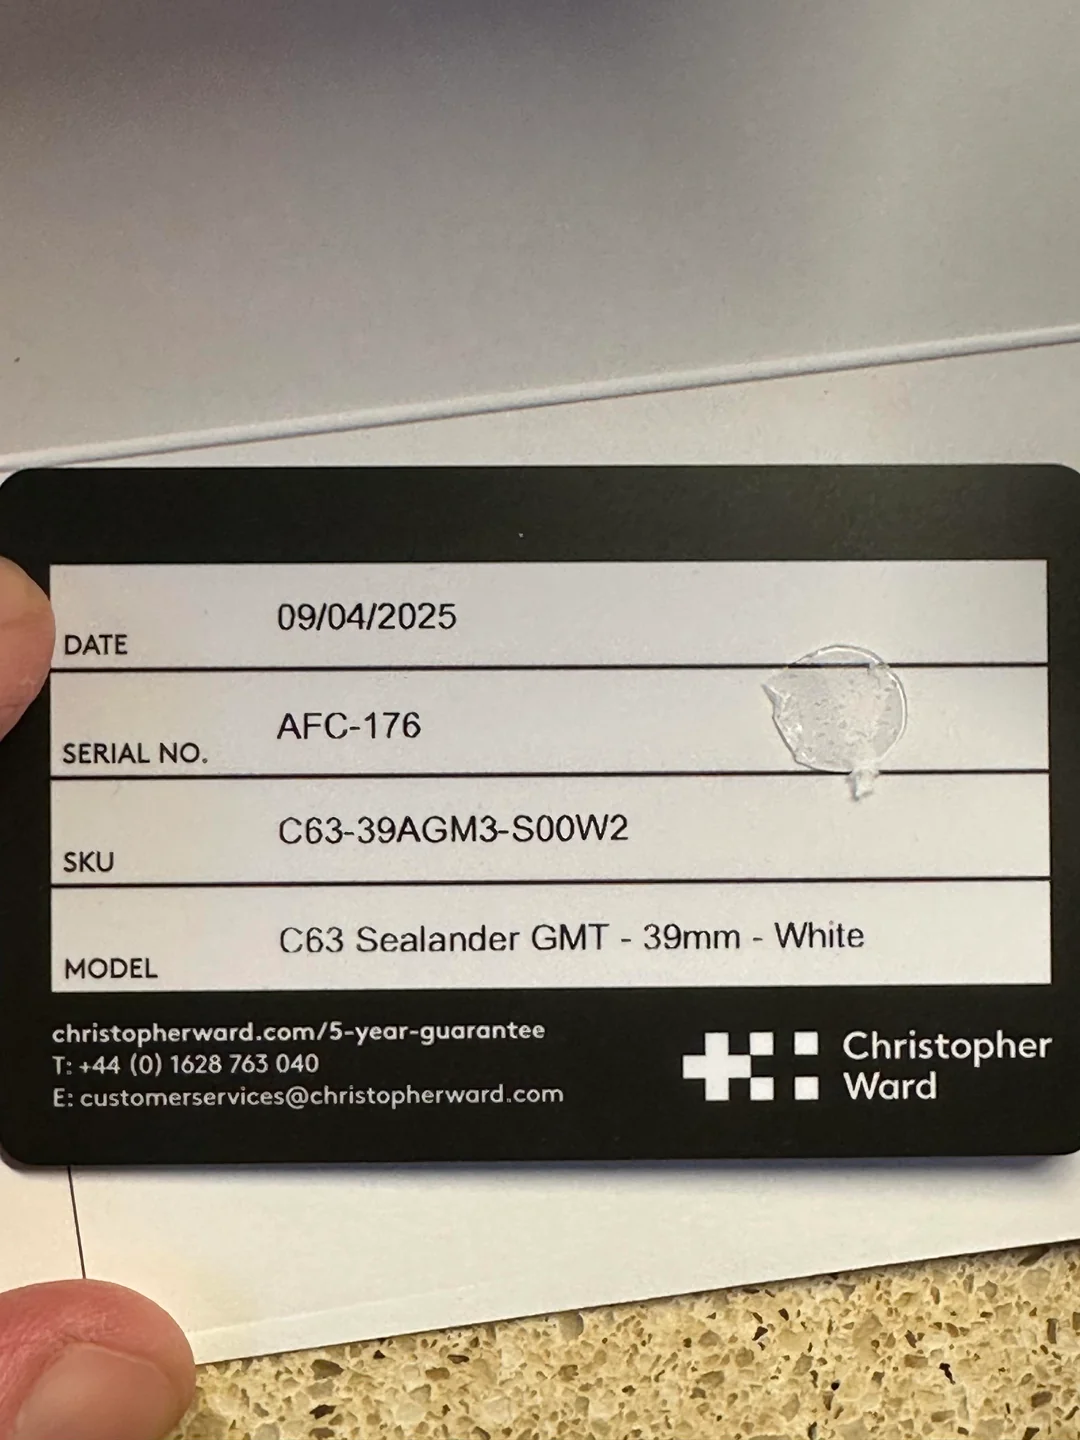 DATE 09/04/2025
SERIAL NO. AFC-176
SKU C63-39AGM3-S00W2
MODEL C63 Sealander GMT - 39mm - White
christopherward.com/5-year-guarantee
T: +44 (0) 1628 763 040
E: customerservices@christopherward.com
Christopher
Ward